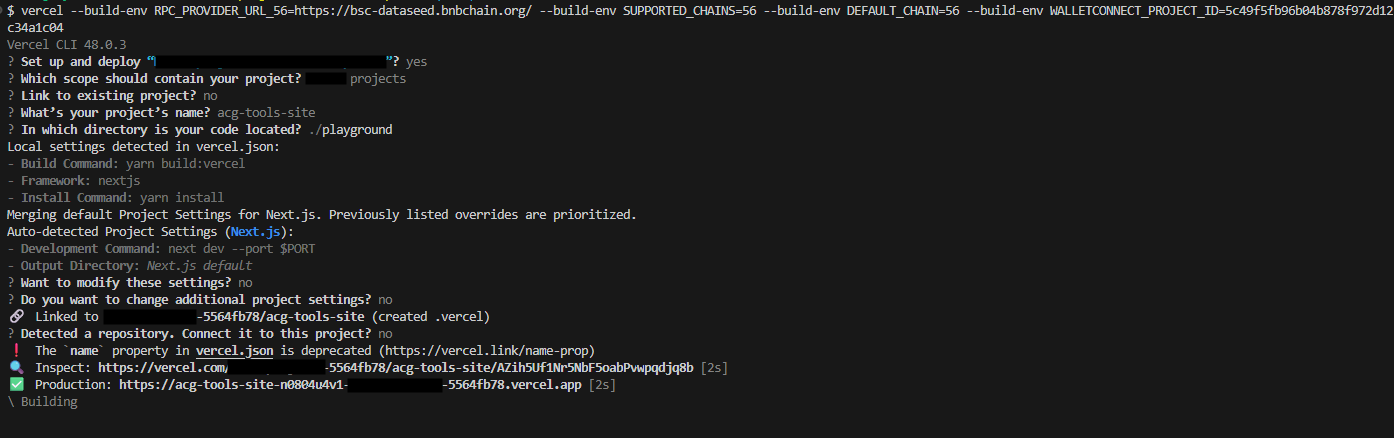 $ vercel --build-env RPC_PROVIDER_URL_56=https://bsc-dataseed.bnbchain.org/ --build-env SUPPORTED_CHAINS=56 --build-env DEFAULT_CHAIN=56 --build-env WALLETCONNECT_PROJECT_ID=5c49f5fb96b04b878f972d12
c34a1c04
Vercel CLI 48.0.3
? Set up and deploy “ ”? yes
? Which scope should contain your project? projects
? Link to existing project? no
? What’s your project’s name? acg-tools-site
? In which directory is your code located? ./playground
Local settings detected in vercel.json:
- Build Command: yarn build:vercel
- Framework: nextjs
- Install Command: yarn install
Merging default Project Settings for Next.js. Previously listed overrides are prioritized.
Auto-detected Project Settings (Next.js):
- Development Command: next dev --port $PORT
- Output Directory: Next.js default
? Want to modify these settings? no
? Do you want to change additional project settings? no
🔗 Linked to -5564fb78/acg-tools-site (created .vercel)
? Detected a repository. Connect it to this project? no
❗ The `name` property in vercel.json is deprecated (https://vercel.link/name-prop)
🔍 Inspect: https://vercel.com/ -5564fb78/acg-tools-site/AZih5Uf1Nr5NbF5oabPvwpqdjq8b [2s]
✅ Production: https://acg-tools-site-n0804u4v1- -5564fb78.vercel.app [2s]
\ Building